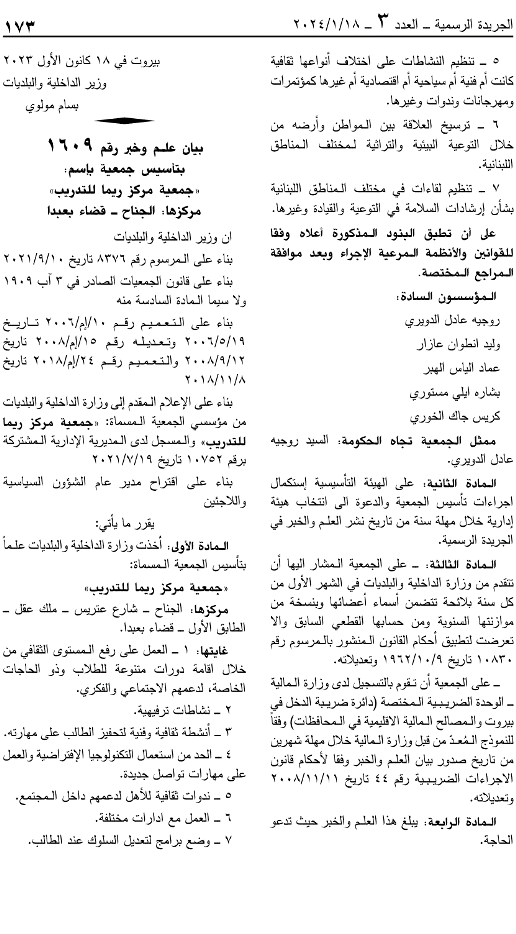 الجريدة الرسمية ــ العدد ٣ ــ ٢٠٢٤/١/١٨
١٧٣
٥ ــ تنظيم النشاطات على اختلاف أنواعها ثقافية
كانت أم فنية أم سياحية أم اقتصادية أم غيرها كمؤتمرات
ومهرجانات وندوات وغيرها.
٦ ــ ترسيخ العلاقة بين المواطن وأرضه من
خلال التوعية البيئية والتراثية لمختلف المناطق
اللبنانية.
٧ ــ تنظيم لقاءات في مختلف المناطق اللبنانية
بشأن إرشادات السلامة في التوعية والقيادة وغيرها.
على أن تطبق البنود المذكورة أعلاه وفقا
للقوانين والأنظمة المرعية الإجراء وبعد موافقة
المراجع المختصة.
المؤسسون السادة:
روجيه عادل الدويري
وليد انطوان عازار
عماد الياس الهبر
بشاره ايلي مستوري
كريس جاك الخوري
ممثل الجمعية تجاه الحكومة: السيد روجيه
عادل الدويري.
المادة الثانية: على الهيئة التأسيسية إستكمال
اجراءات تأسيس الجمعية والدعوة الى انتخاب هيئة
إدارية خلال مهلة سنة من تاريخ نشر العلم والخبر في
الجريدة الرسمية.
المادة الثالثة: ــ على الجمعية المشار اليها أن
تتقدم من وزارة الداخلية والبلديات في الشهر الأول من
كل سنة بلائحة تتضمن أسماء أعضائها وبنسخة من
موازنتها السنوية ومن حسابها القطعي السابق والا
تعرضت لتطبيق أحكام القانون المنشور بالمرسوم رقم
١٠٨٣٠ تاريخ ١٩٦٢/١٠/٩ وتعديلاته.
ــ على الجمعية أن تقوم بالتسجيل لدى وزارة المالية
ــ الوحدة الضريبية المختصة (دائرة ضريبة الدخل في
بيروت والمصالح المالية الاقليمية في المحافظات) وفقاً
للنموذج المُعدّ من قبل وزارة المالية خلال مهلة شهرين
من تاريخ صدور بيان العلم والخبر وفقا لأحكام قانون
الاجراءات الضريبية رقم ٤٤ تاريخ ٢٠٠٨/١١/١١
وتعديلاته.
المادة الرابعة: يبلغ هذا العلم والخبر حيث تدعو
الحاجة.
بيروت في ١٨ كانون الأول ٢٠٢٣
وزير الداخلية والبلديات
بسام مولوي
بيان علم وخبر رقم ١٦٠٩
بتأسيس جمعية بإسم:
«جمعية مركز ريما للتدريب»
مركزها: الجناح ــ قضاء بعبدا
ان وزير الداخلية والبلديات
بناء على المرسوم رقم ٨٣٧٦ تاريخ ٢٠٢١/٩/١٠
بناء على قانون الجمعيات الصادر في ٣ آب ١٩٠٩
ولا سيما المادة السادسة منه
بناء على التعميم رقم ١٠/إم/٢٠٠٦ تاريخ
٢٠٠٦/٥/١٩ وتعديله رقم ١٥/إم/٢٠٠٨ تاريخ
٢٠٠٨/٩/١٢ والتعميم رقم ٢٤/إم/٢٠١٨ تاريخ
٢٠١٨/١١/٨
بناء على الإعلام المقدم إلى وزارة الداخلية والبلديات
من مؤسسي الجمعية المسماة: «جمعية مركز ريما
للتدريب» والمسجل لدى المديرية الإدارية المشتركة
برقم ١٠٧٥٢ تاريخ ٢٠٢١/٧/١٩
بناء على اقتراح مدير عام الشؤون السياسية
واللاجئين
يقرر ما يأتي:
المادة الأولى: أخذت وزارة الداخلية والبلديات علماً
بتأسيس الجمعية المسماة:
«جمعية مركز ريما للتدريب»
مركزها: الجناح ــ شارع عتريس ــ ملك عقل ــ
الطابق الأول ــ قضاء بعبدا.
غايتها: ١ ــ العمل على رفع المستوى الثقافي من
خلال اقامة دورات متنوعة للطلاب وذو الحاجات
الخاصة، لدعمهم الاجتماعي والفكري.
٢ ــ نشاطات ترفيهية.
٣ ــ أنشطة ثقافية وفنية لتحفيز الطالب على مهارته.
٤ ــ الحد من استعمال التكنولوجيا الإفتراضية والعمل
على مهارات تواصل جديدة.
٥ ــ ندوات ثقافية للأهل لدعمهم داخل المجتمع.
٦ ــ العمل مع ادارات مختلفة.
٧ ــ وضع برامج لتعديل السلوك عند الطالب.